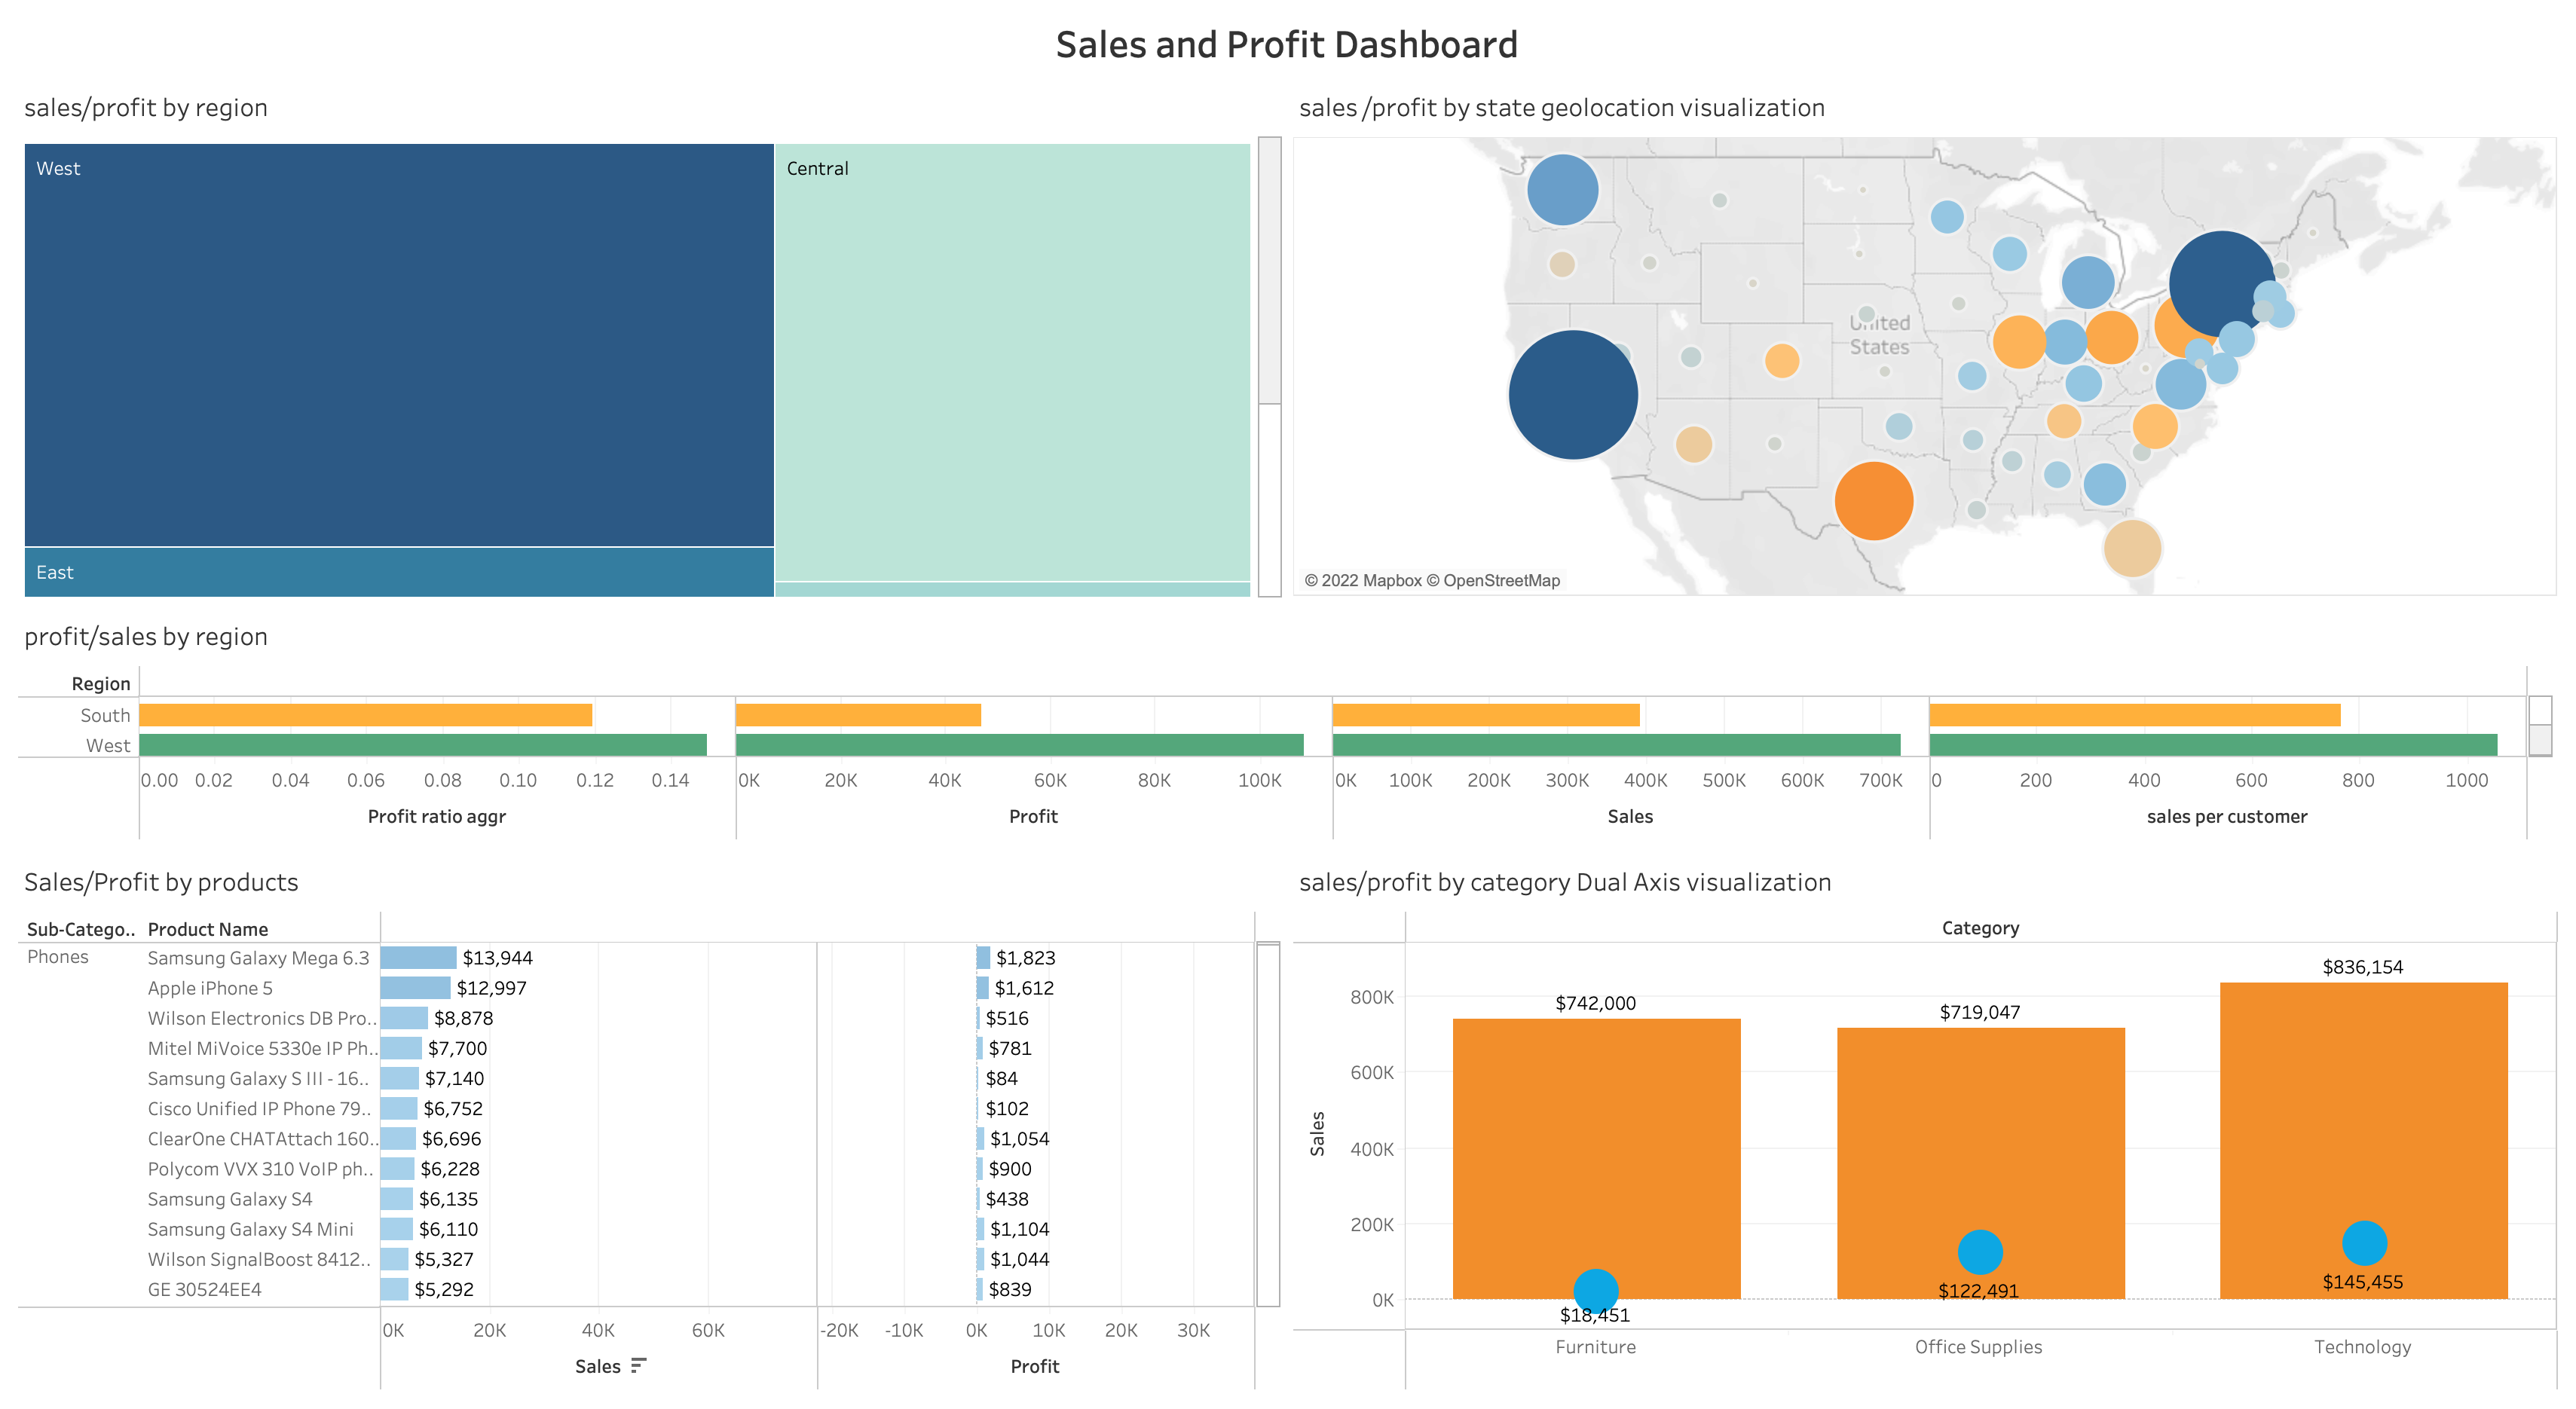 Sales and Profit Dashboard
sales/profit by region
West
Central
East
sales /profit by state geolocation visualization
United
States
© 2022 Mapbox © OpenStreetMap
profit/sales by region
Region
South
West
0.00 0.02 0.04 0.06 0.08 0.10 0.12 0.14
0K 20K 40K 60K 80K 100K
0K 100K 200K 300K 400K 500K 600K 700K
0 200 400 600 800 1000
Profit ratio aggr
Profit
Sales
sales per customer
Sales/Profit by products
Sub-Catego.. Product Name
Phones Samsung Galaxy Mega 6.3 $13,944 $1,823
Apple iPhone 5 $12,997 $1,612
Wilson Electronics DB Pro.. $8,878 $516
Mitel MiVoice 5330e IP Ph.. $7,700 $781
Samsung Galaxy S III - 16.. $7,140 $84
Cisco Unified IP Phone 79.. $6,752 $102
ClearOne CHATAttach 160.. $6,696 $1,054
Polycom VVX 310 VoIP ph.. $6,228 $900
Samsung Galaxy S4 $6,135 $438
Samsung Galaxy S4 Mini $6,110 $1,104
Wilson SignalBoost 8412.. $5,327 $1,044
GE 30524EE4 $5,292 $839
0K 20K 40K 60K
-20K -10K 0K 10K 20K 30K
Sales
Profit
sales/profit by category Dual Axis visualization
Category
Sales
800K
600K
400K
200K
0K
$742,000
$719,047
$836,154
$18,451
$122,491
$145,455
Furniture
Office Supplies
Technology